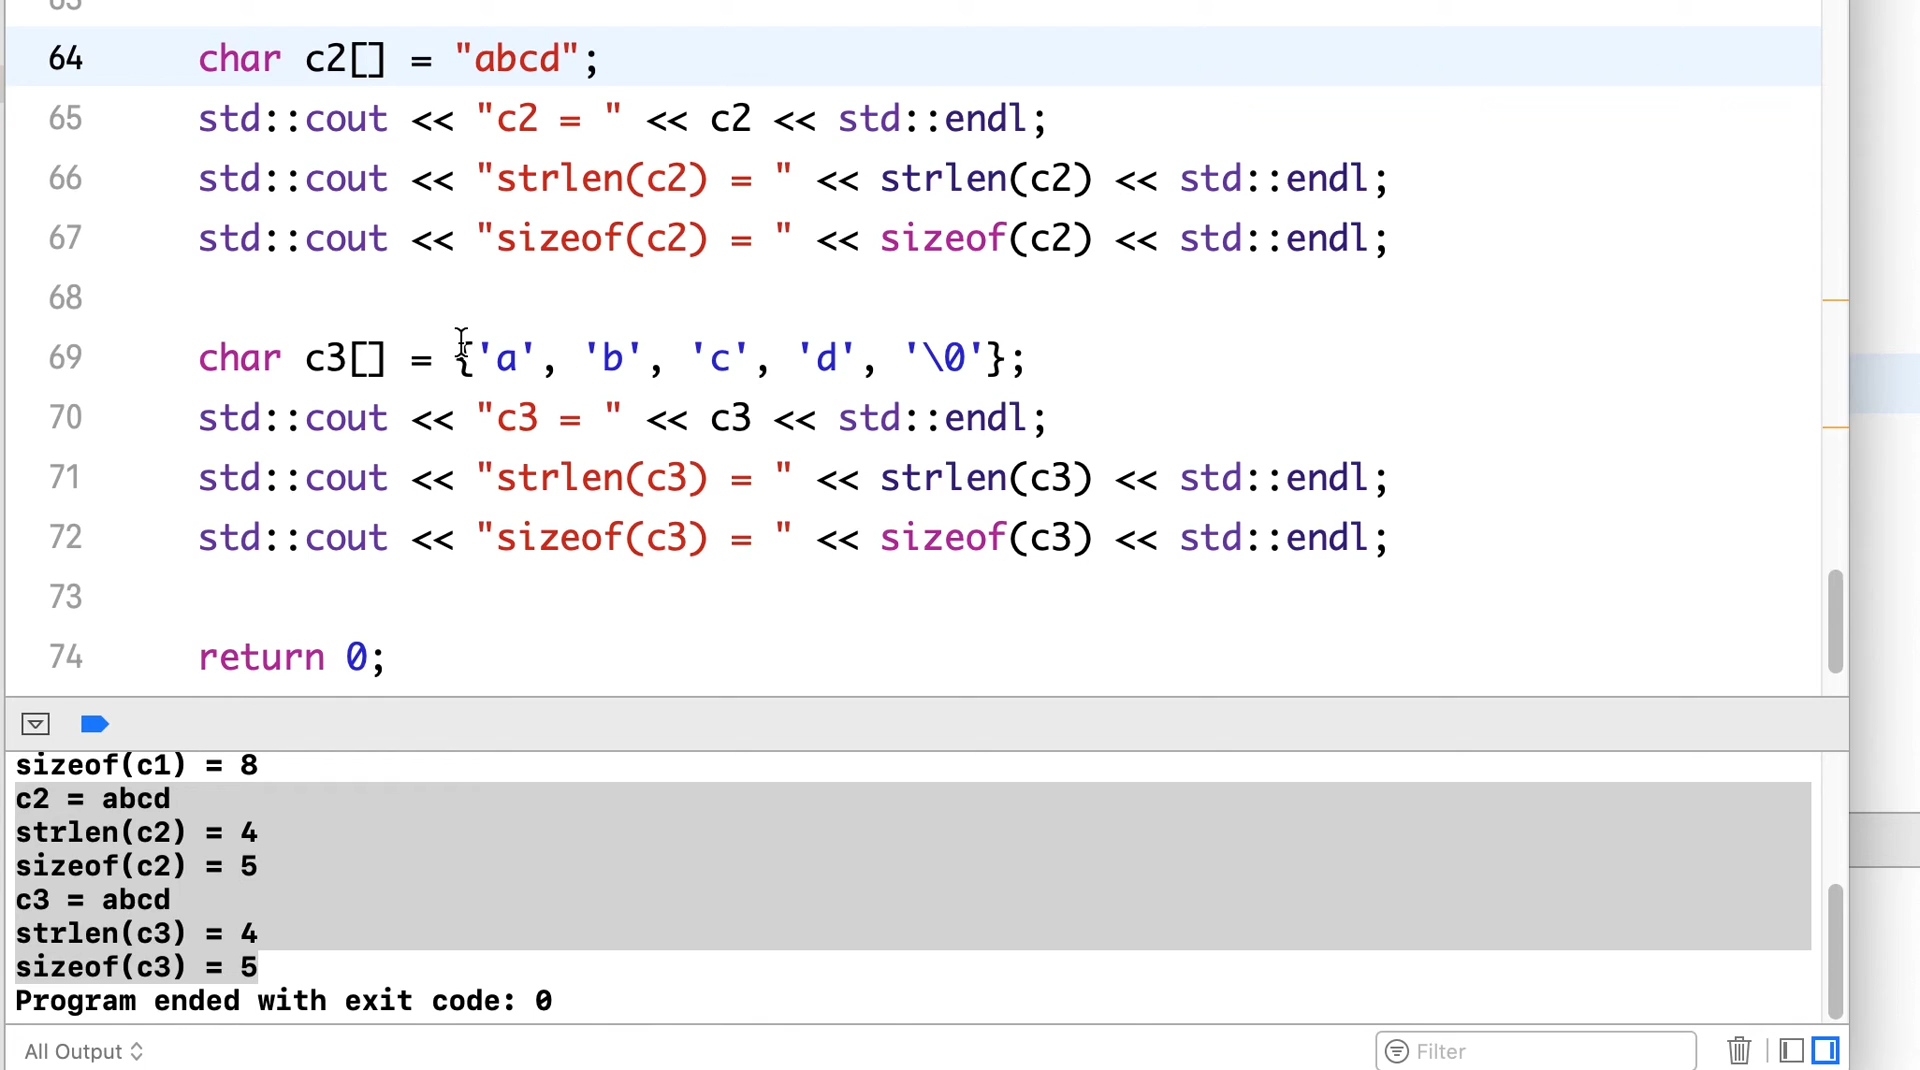 64 char c2[] = "abcd";
65 std::cout << "c2 = " << c2 << std::endl;
66 std::cout << "strlen(c2) = " << strlen(c2) << std::endl;
67 std::cout << "sizeof(c2) = " << sizeof(c2) << std::endl;
68
69 char c3[] = {'a', 'b', 'c', 'd', '\0'};
70 std::cout << "c3 = " << c3 << std::endl;
71 std::cout << "strlen(c3) = " << strlen(c3) << std::endl;
72 std::cout << "sizeof(c3) = " << sizeof(c3) << std::endl;
73
74 return 0;
sizeof(c1) = 8
c2 = abcd
strlen(c2) = 4
sizeof(c2) = 5
c3 = abcd
strlen(c3) = 4
sizeof(c3) = 5
Program ended with exit code: 0
All Output Filter